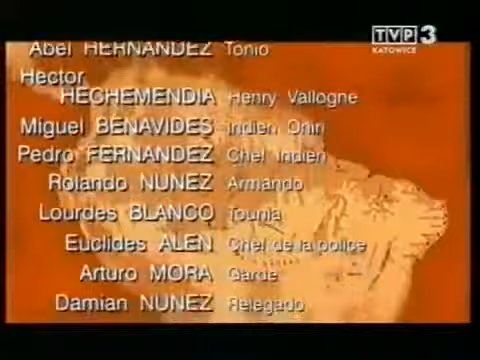 TVP3
KATOWICE
Abel HERNANDEZ Tonio
Hector
HECHEMENDIA Henry Vallogne
Miguel BENAVIDES Indien
Pedro FERNANDEZ Chef Indien
Rolando NUNEZ Armando
Lourdes BLANCO Tounia
Euclides ALEN Chef de la police
Arturo MORA Garde
Damian NUNEZ Relegado